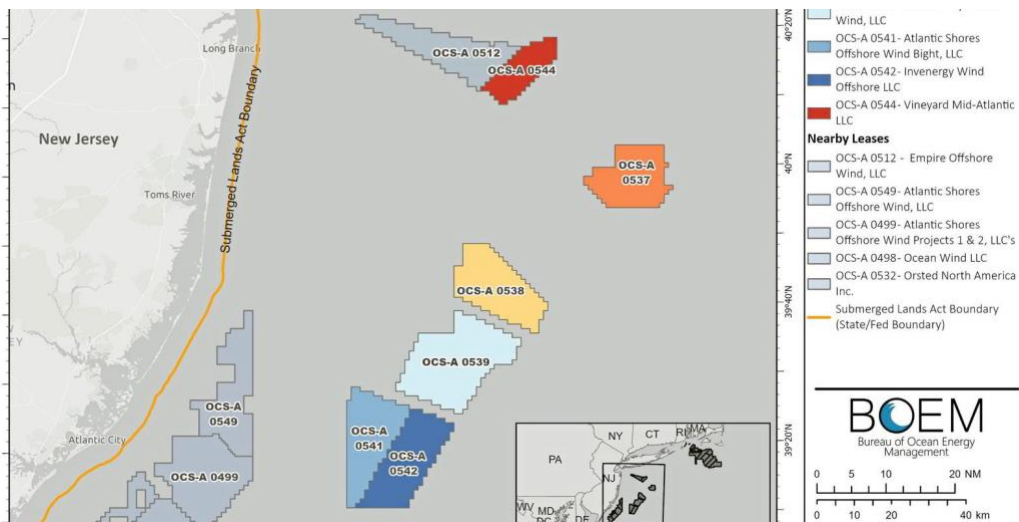 Long Branch
New Jersey
Toms River
Submerged Lands Act Boundary
Atlantic City
OCS-A 0512
OCS-A 0544
OCS-A
0537
OCS-A 0538
OCS-A 0539
OCS-A
0541
OCS-A
0542
OCS-A
0549
OCS-A 0499
40°20'
40°N
39°40'N
39°20'N
NY
CT
RI
MA
PA
NJ
WV
MD
DC
DE
Wind, LLC
OCS-A 0541- Atlantic Shores
Offshore Wind Bight, LLC
OCS-A 0542- Invenergy Wind
Offshore LLC
OCS-A 0544- Vineyard Mid-Atlantic
LLC
Nearby Leases
OCS-A 0512 - Empire Offshore
Wind, LLC
OCS-A 0549- Atlantic Shores
Offshore Wind, LLC
OCS-A 0499- Atlantic Shores
Offshore Wind Projects 1 & 2, LLC's
OCS-A 0498- Ocean Wind LLC
OCS-A 0532- Orsted North America
Inc.
Submerged Lands Act Boundary
(State/Fed Boundary)
BOEM
Bureau of Ocean Energy
Management
0 5 10 20 NM
0 10 20 40 km